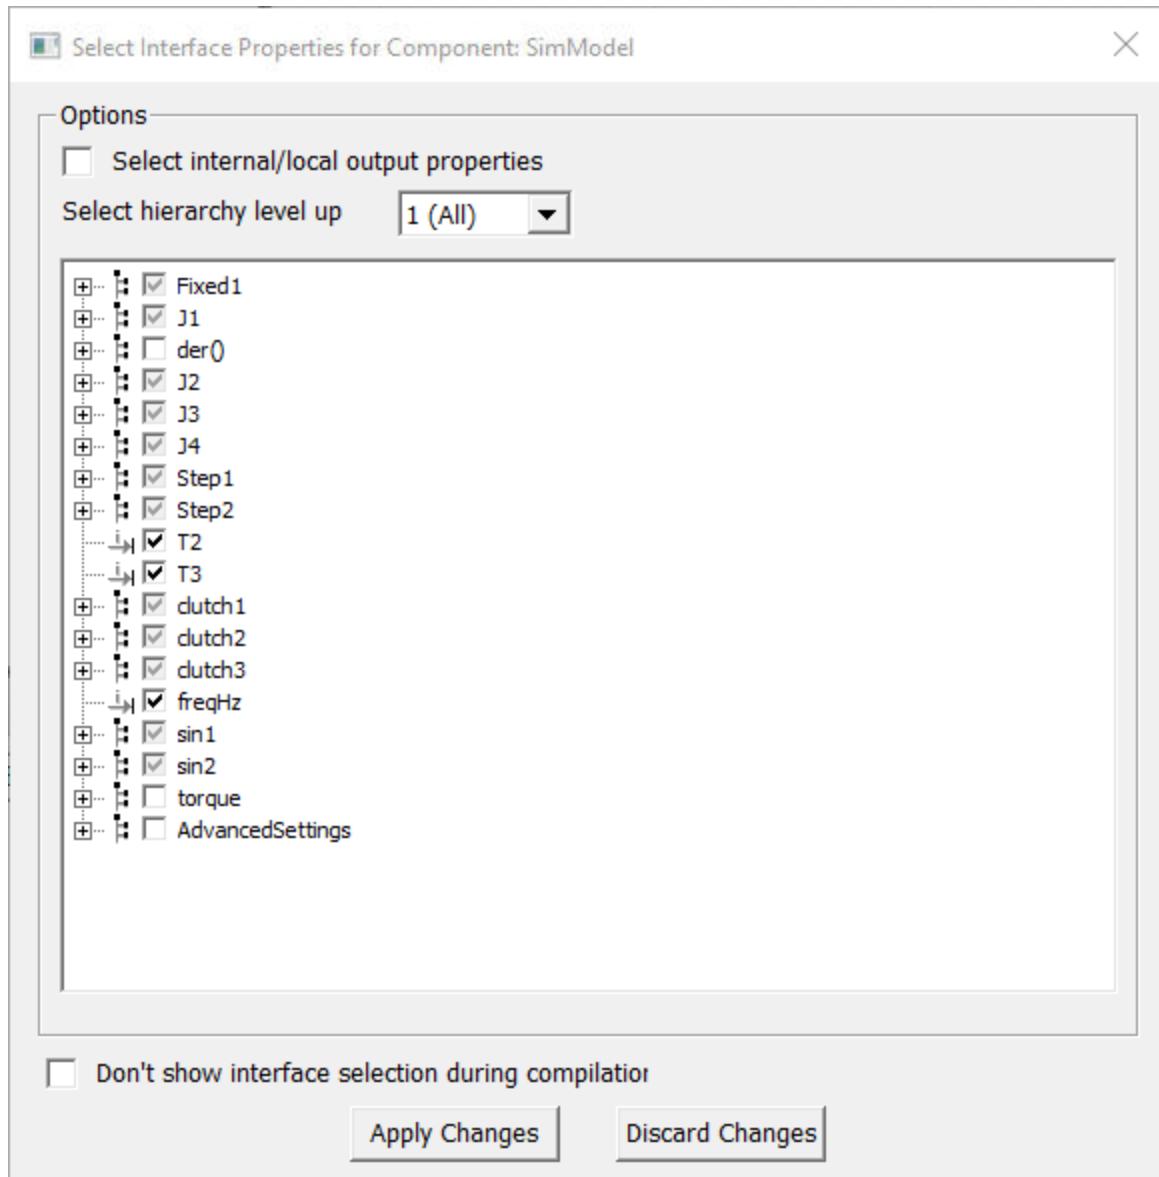 Select Interface Properties for Component: SimModel
Options
Select internal/local output properties
Select hierarchy level up 1 (All)
Fixed1
J1
der()
J2
J3
J4
Step1
Step2
T2
T3
clutch1
clutch2
clutch3
freqHz
sin1
sin2
torque
AdvancedSettings
Don't show interface selection during compilation
Apply Changes Discard Changes